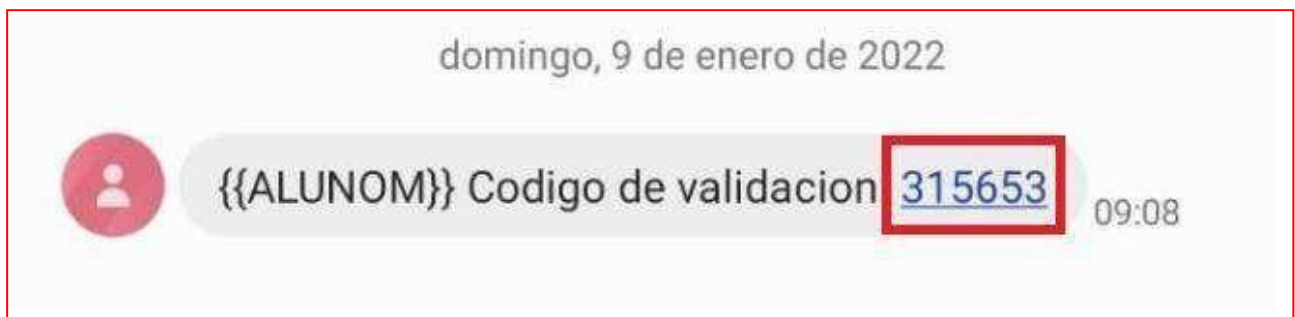 domingo, 9 de enero de 2022
{{ALUNOM}} Codigo de validacion 315653
09:08